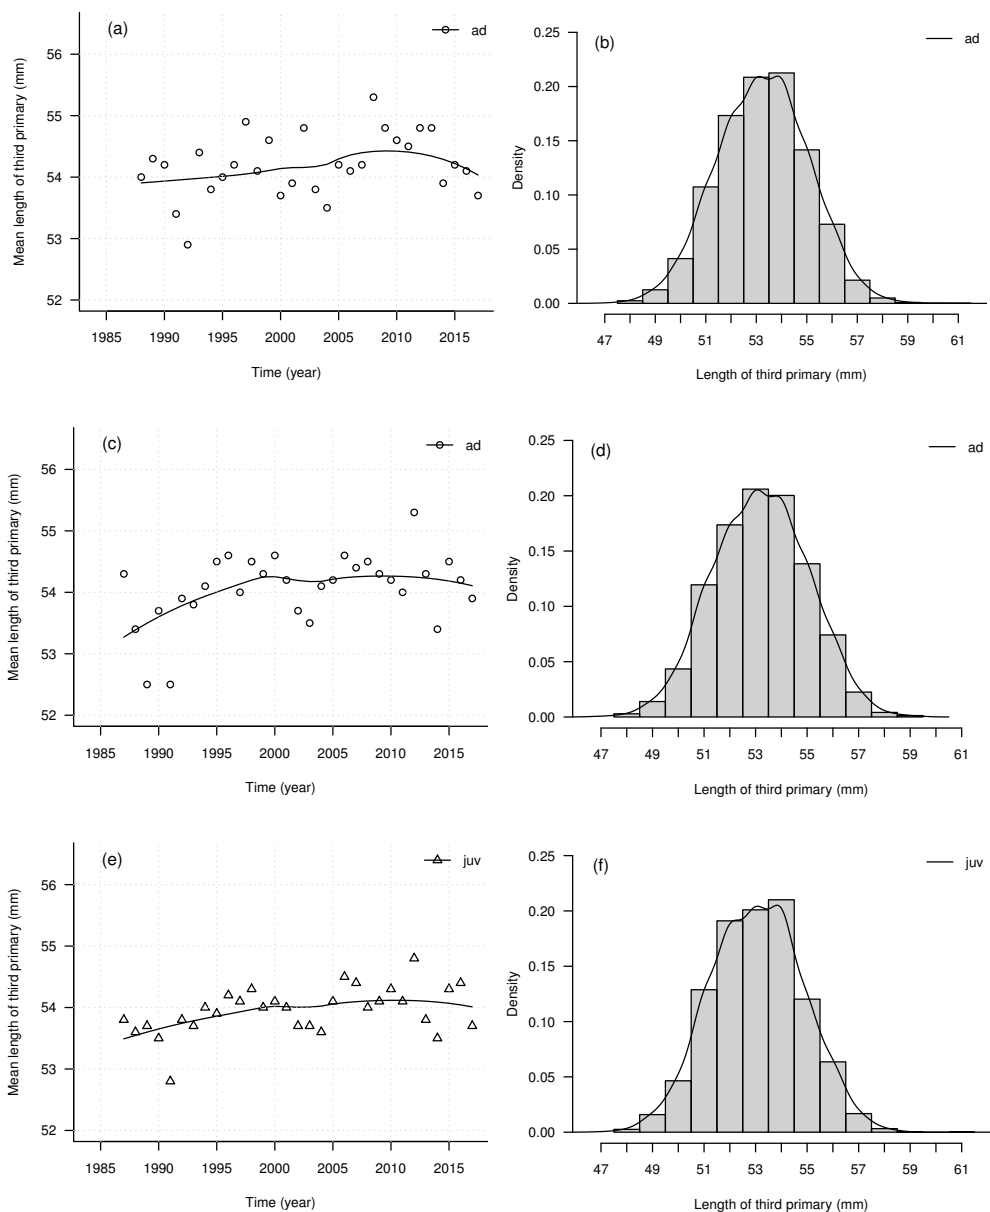 (a)
ad
56
55
54
53
52
Mean length of third primary (mm)
1985 1990 1995 2000 2005 2010 2015
Time (year)
(b)
ad
0.25
0.20
0.15
0.10
0.05
0.00
Density
47 49 51 53 55 57 59 61
Length of third primary (mm)
(c)
ad
56
55
54
53
52
Mean length of third primary (mm)
1985 1990 1995 2000 2005 2010 2015
Time (year)
(d)
ad
0.25
0.20
0.15
0.10
0.05
0.00
Density
47 49 51 53 55 57 59 61
Length of third primary (mm)
(e)
juv
56
55
54
53
52
Mean length of third primary (mm)
1985 1990 1995 2000 2005 2010 2015
Time (year)
(f)
juv
0.25
0.20
0.15
0.10
0.05
0.00
Density
47 49 51 53 55 57 59 61
Length of third primary (mm)